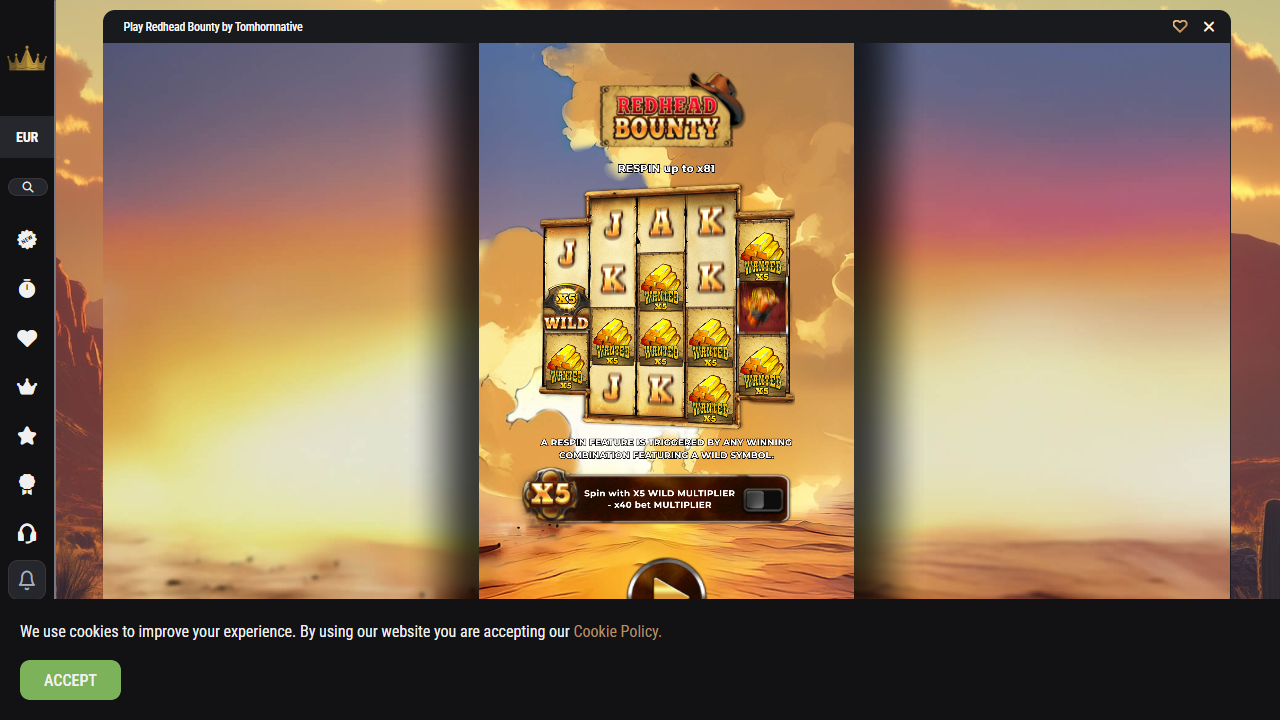 Play Redhead Bounty by Tomhornnative
EUR
NEW
REDHEAD
BOUNTY
RESPIN up to x81
J A K
J
WANTED
X5
K K
WANTED
X5
X5
WILD
WANTED
X5
WANTED
X5
WANTED
X5
WANTED
X5
WANTED
X5
J K
WANTED
X5
A RESPIN FEATURE IS TRIGGERED BY ANY WINNING
COMBINATION FEATURING A WILD SYMBOL.
X5
Spin with X5 WILD MULTIPLIER
- x40 bet MULTIPLIER
We use cookies to improve your experience. By using our website you are accepting our Cookie Policy.
ACCEPT